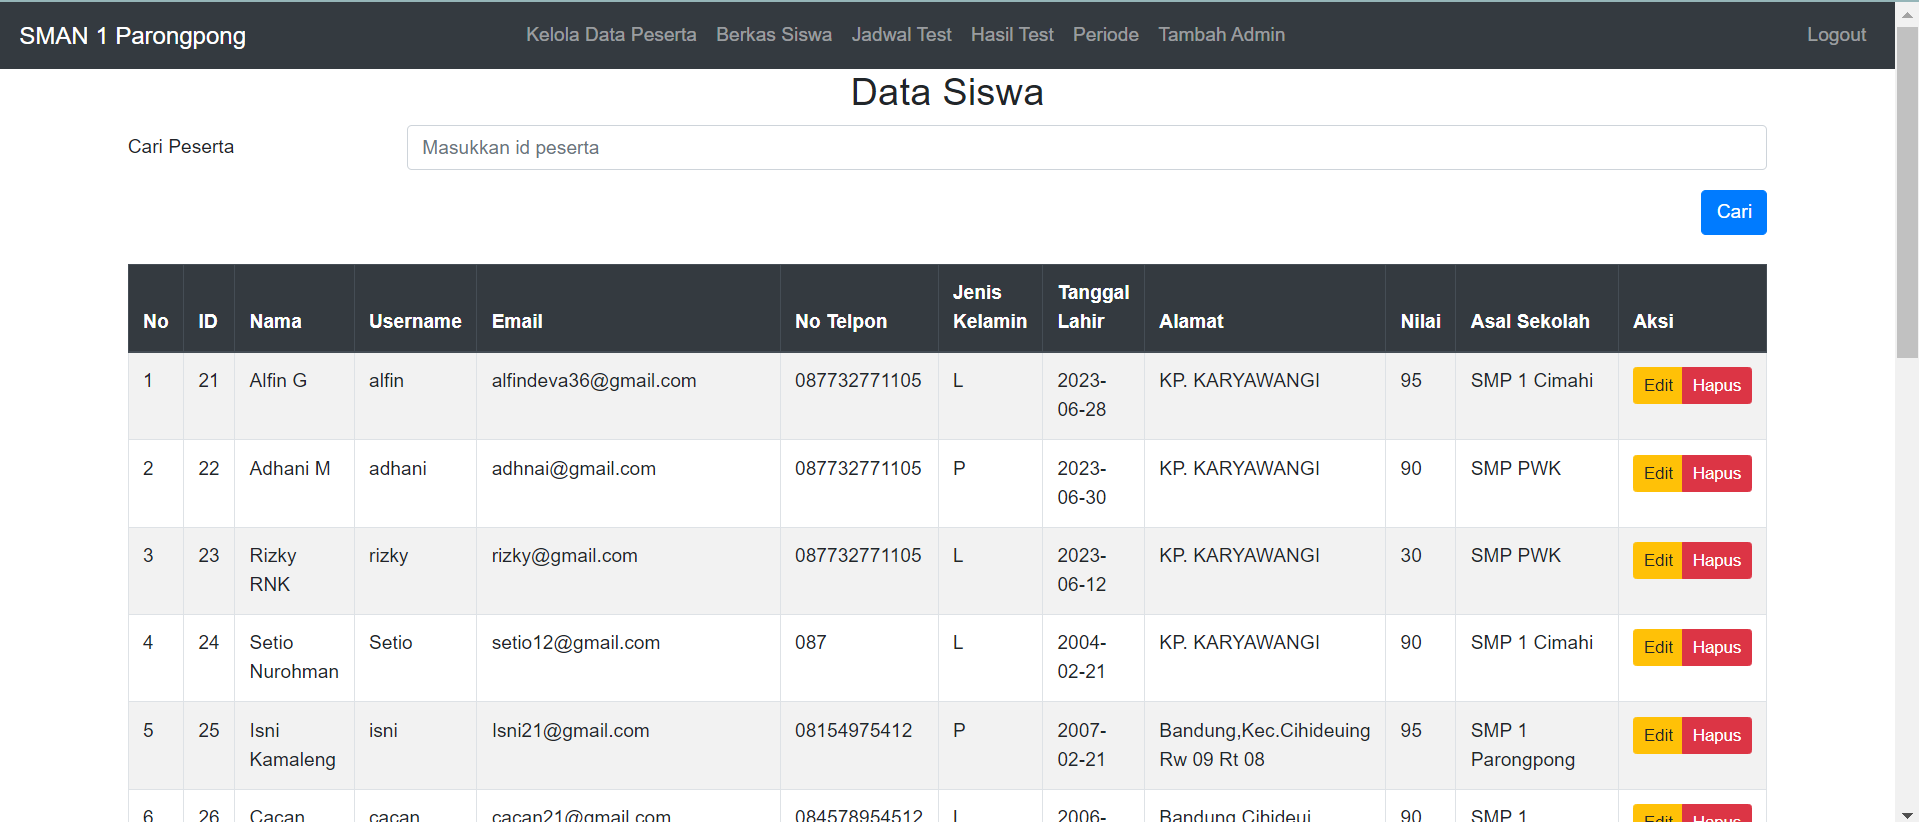 SMAN 1 Parongpong Kelola Data Peserta Berkas Siswa Jadwal Test Hasil Test Periode Tambah Admin Logout
Data Siswa
Cari Peserta Masukkan id peserta
Cari
No ID Nama Username Email No Telpon Jenis Kelamin Tanggal Lahir Alamat Nilai Asal Sekolah Aksi
1 21 Alfin G alfin alfindeva36@gmail.com 087732771105 L 2023-06-28 KP. KARYAWANGI 95 SMP 1 Cimahi Edit Hapus
2 22 Adhani M adhani adhnai@gmail.com 087732771105 P 2023-06-30 KP. KARYAWANGI 90 SMP PWK Edit Hapus
3 23 Rizky RNK rizky rizky@gmail.com 087732771105 L 2023-06-12 KP. KARYAWANGI 30 SMP PWK Edit Hapus
4 24 Setio Nurohman Setio setio12@gmail.com 087 L 2004-02-21 KP. KARYAWANGI 90 SMP 1 Cimahi Edit Hapus
5 25 Isni Kamaleng isni Isni21@gmail.com 08154975412 P 2007-02-21 Bandung,Kec.Cihideuing Rw 09 Rt 08 95 SMP 1 Parongpong Edit Hapus
6 26 Cacan cacan cacan21@gmail.com 084578954512 L 2006- Bandung Cihideui 90 SMP 1 Edit Hapus